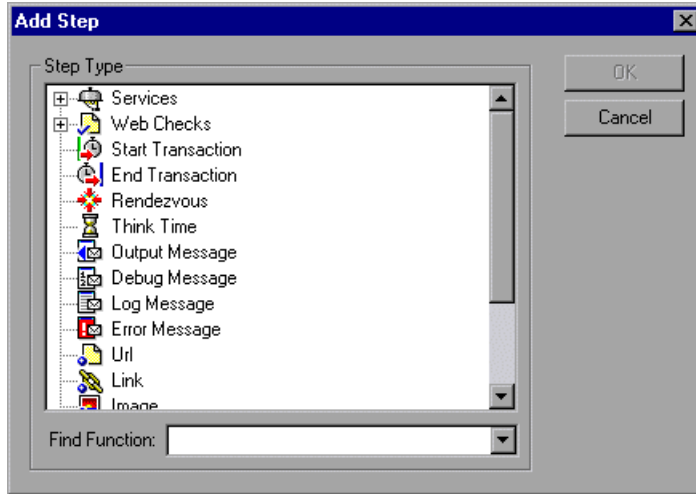 Add Step
Step Type
OK
Cancel
Services
Web Checks
Start Transaction
End Transaction
Rendezvous
Think Time
Output Message
Debug Message
Log Message
Error Message
Url
Link
Image
Find Function: